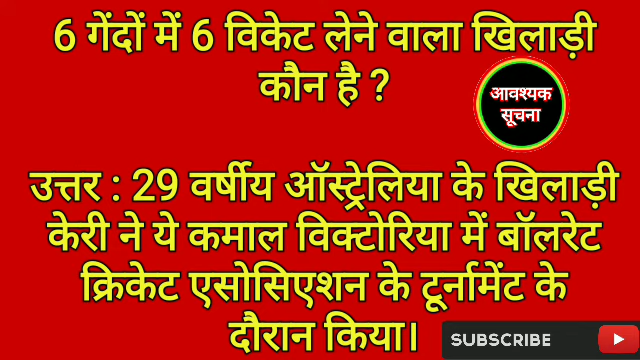 6 गेंदों में 6 विकेट लेने वाला खिलाड़ी
कौन है ?
आवश्यक
सूचना
उत्तर : 29 वर्षीय ऑस्ट्रेलिया के खिलाड़ी
केरी ने ये कमाल विक्टोरिया में बॉलरेट
क्रिकेट एसोसिएशन के टूर्नामेंट के
दौरान किया।
SUBSCRIBE